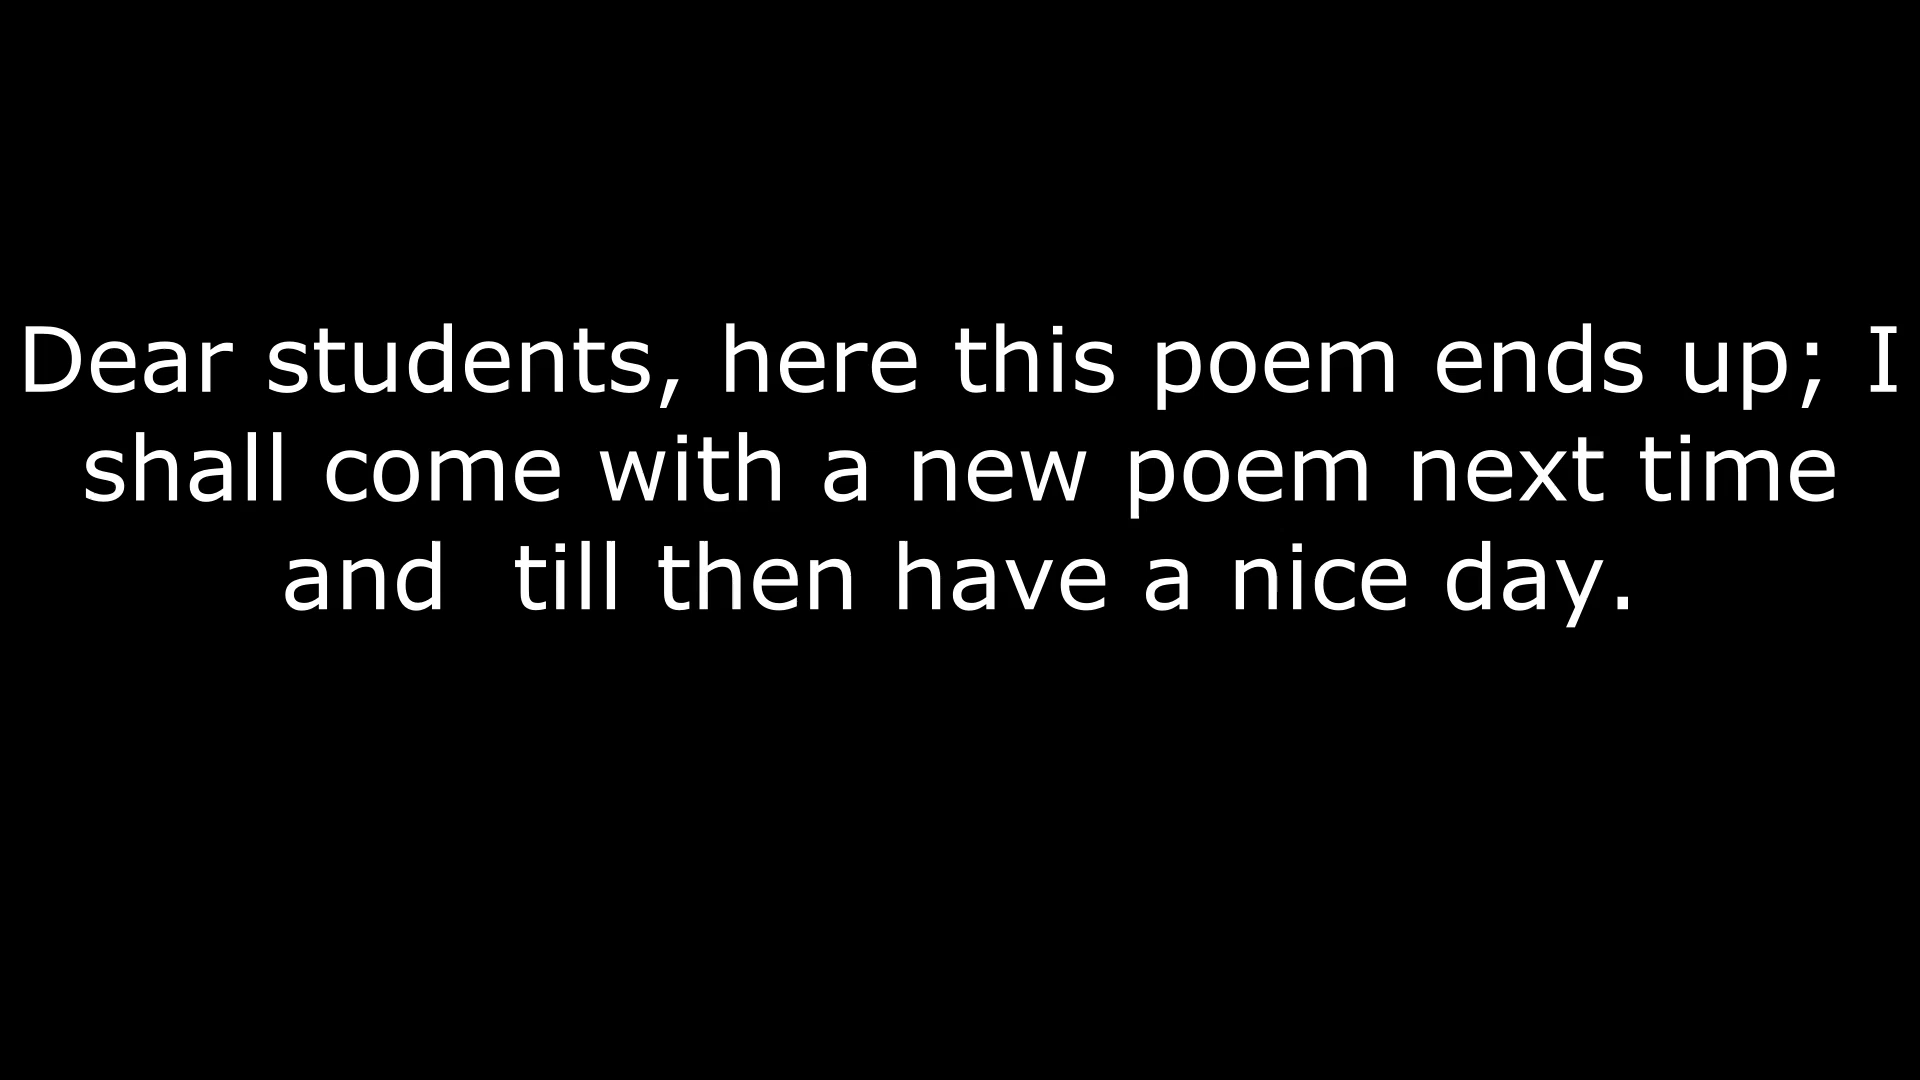 Dear students, here this poem ends up; I
shall come with a new poem next time
and  till then have a nice day.